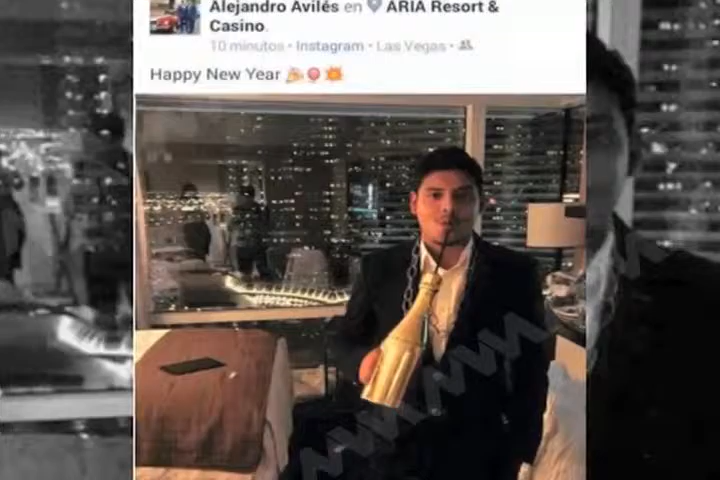 Alejandro Avilés en ARIA Resort &
Casino.
10 minutos • Instagram • Las Vegas •
Happy New Year